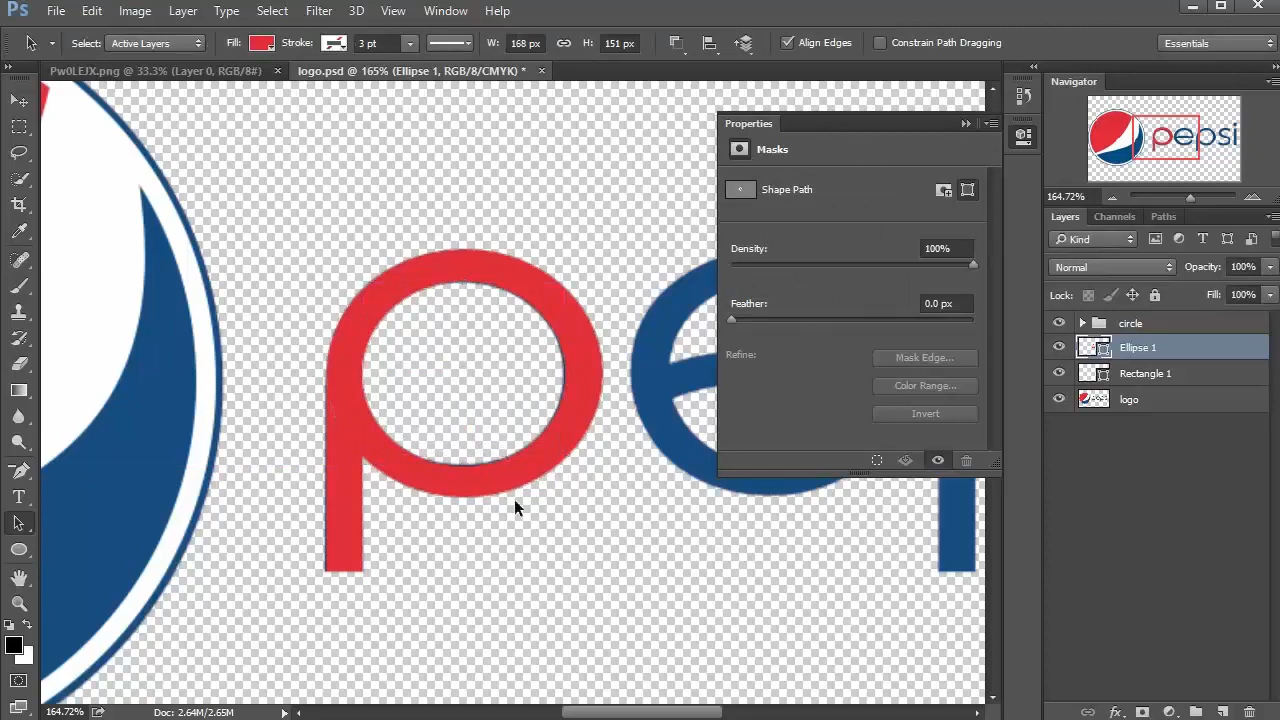 Ps File Edit Image Layer Type Select Filter 3D View Window Help
Select: Active Layers Fill: Stroke: 3 pt W: 168 px H: 151 px Align Edges Constrain Path Dragging Essentials
Pw0LEJX.png @ 33.3% (Layer 0, RGB/8#) × logo.psd @ 165% (Ellipse 1, RGB/8/CMYK) * ×
Navigator
pepsi
164.72%
Properties
Masks
Shape Path
Density: 100%
Feather: 0.0 px
Refine: Mask Edge...
Color Range...
Invert
Layers Channels Paths
Kind
Normal Opacity: 100%
Lock: Fill: 100%
circle
Ellipse 1
Rectangle 1
logo
pe
T
164.72% Doc: 2.64M/2.65M
fx